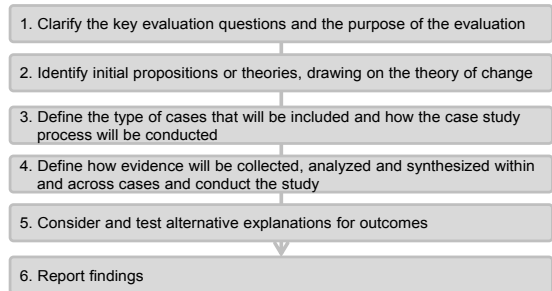 1. Clarify the key evaluation questions and the purpose of the evaluation
2. Identify initial propositions or theories, drawing on the theory of change
3. Define the type of cases that will be included and how the case study
process will be conducted
4. Define how evidence will be collected, analyzed and synthesized within
and across cases and conduct the study
5. Consider and test alternative explanations for outcomes
6. Report findings